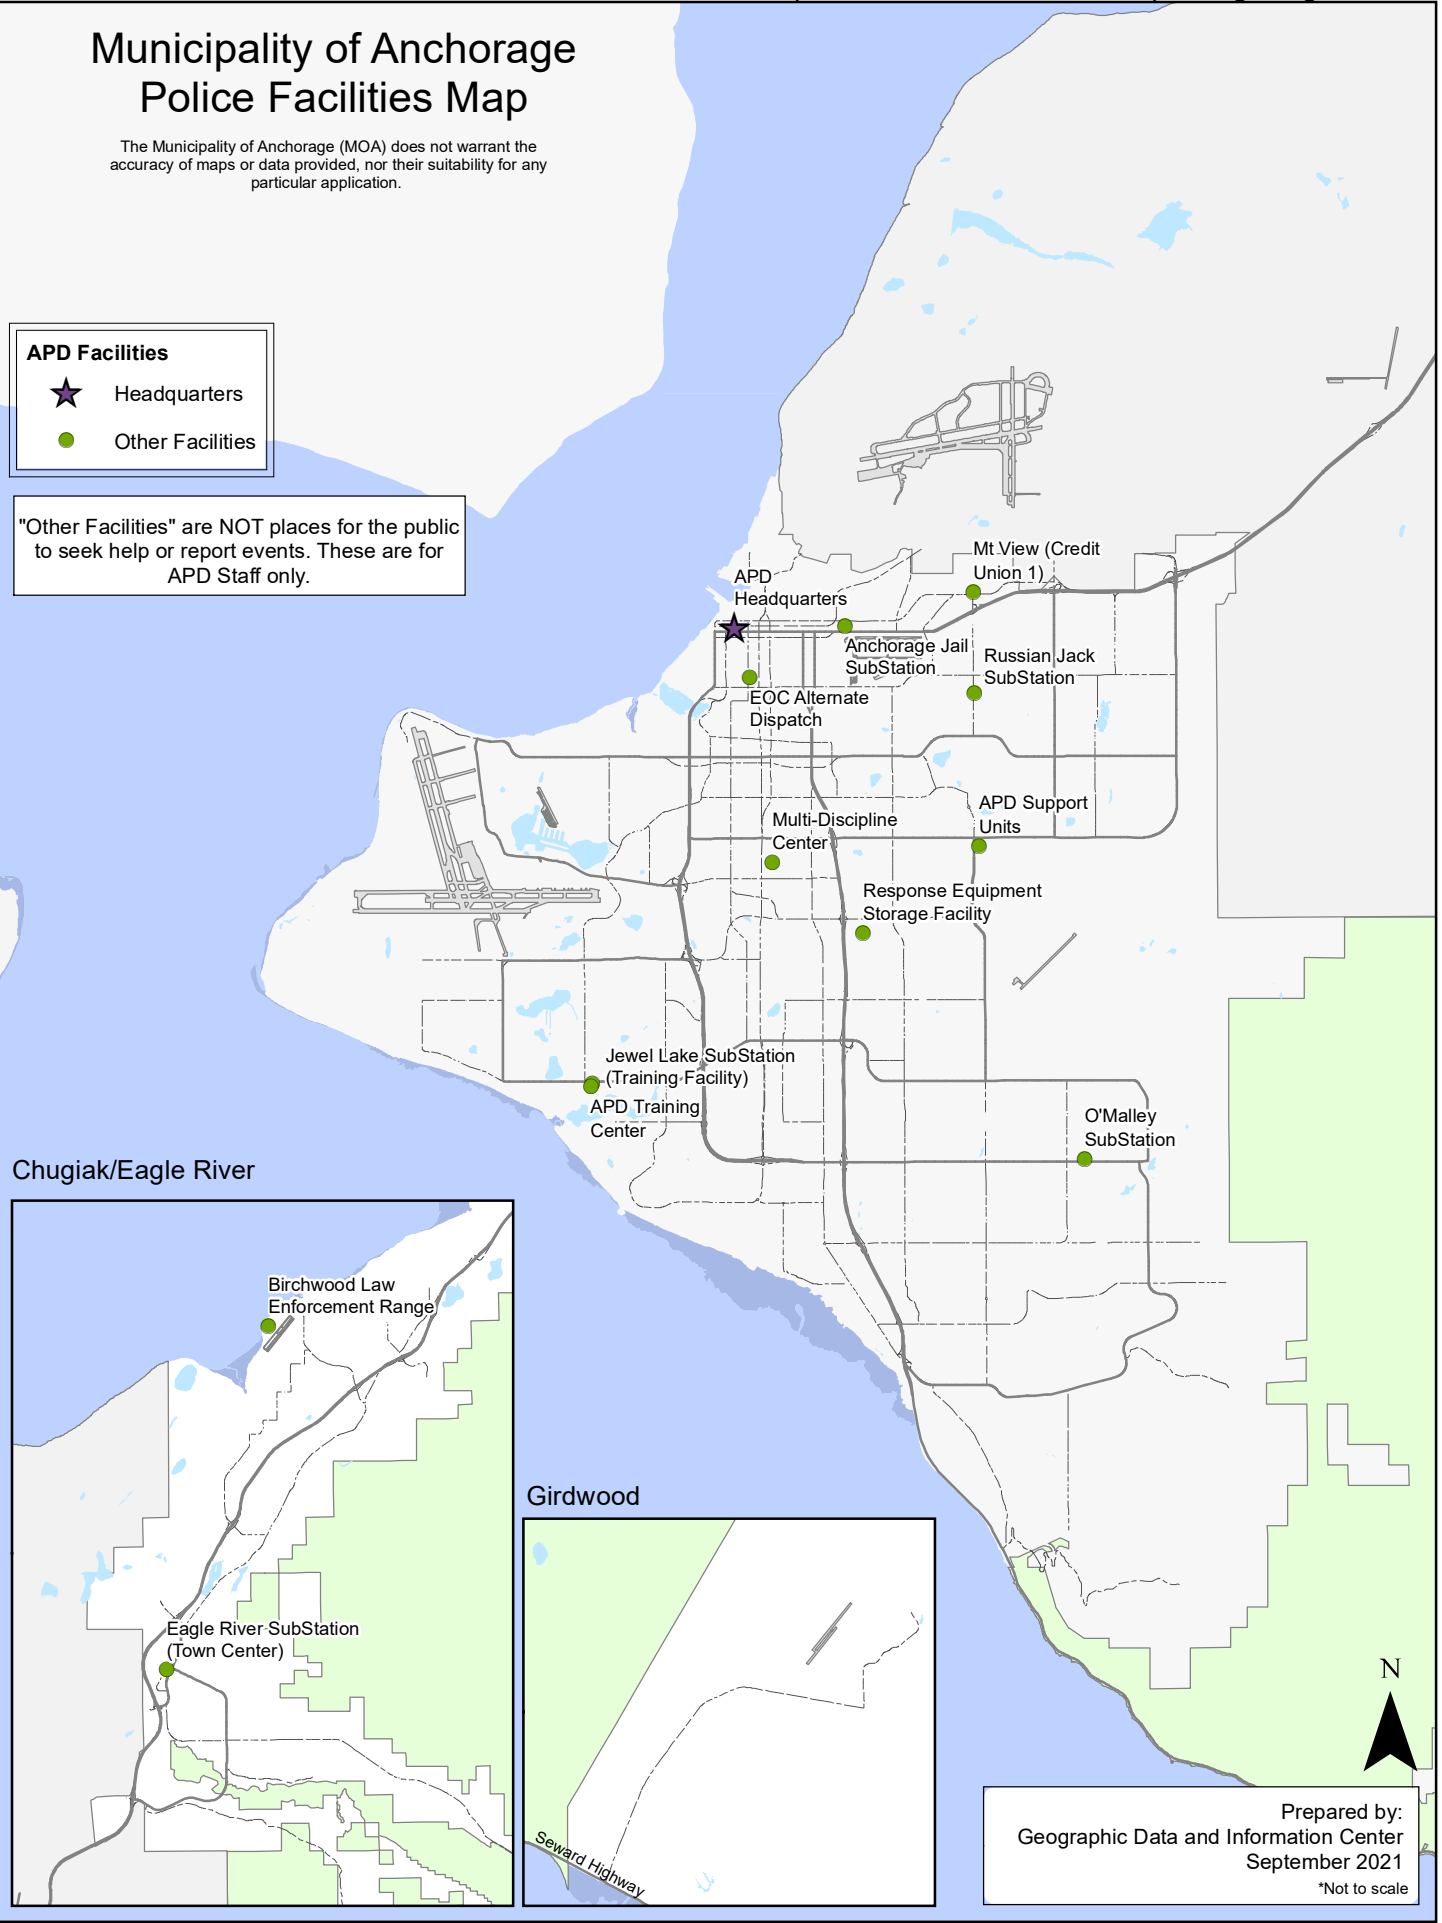 Municipality of Anchorage
Police Facilities Map
The Municipality of Anchorage (MOA) does not warrant the
accuracy of maps or data provided, nor their suitability for any
particular application.
APD Facilities
Headquarters
Other Facilities
"Other Facilities" are NOT places for the public
to seek help or report events. These are for
APD Staff only.
Mt View (Credit
Union 1)
APD
Headquarters
Anchorage Jail
SubStation
Russian Jack
SubStation
EOC Alternate
Dispatch
APD Support
Units
Multi-Discipline
Center
Response Equipment
Storage Facility
Jewel Lake SubStation
(Training Facility)
APD Training
Center
O'Malley
SubStation
Chugiak/Eagle River
Birchwood Law
Enforcement Range
Eagle River SubStation
(Town Center)
Girdwood
Seward Highway
N
Prepared by:
Geographic Data and Information Center
September 2021
*Not to scale